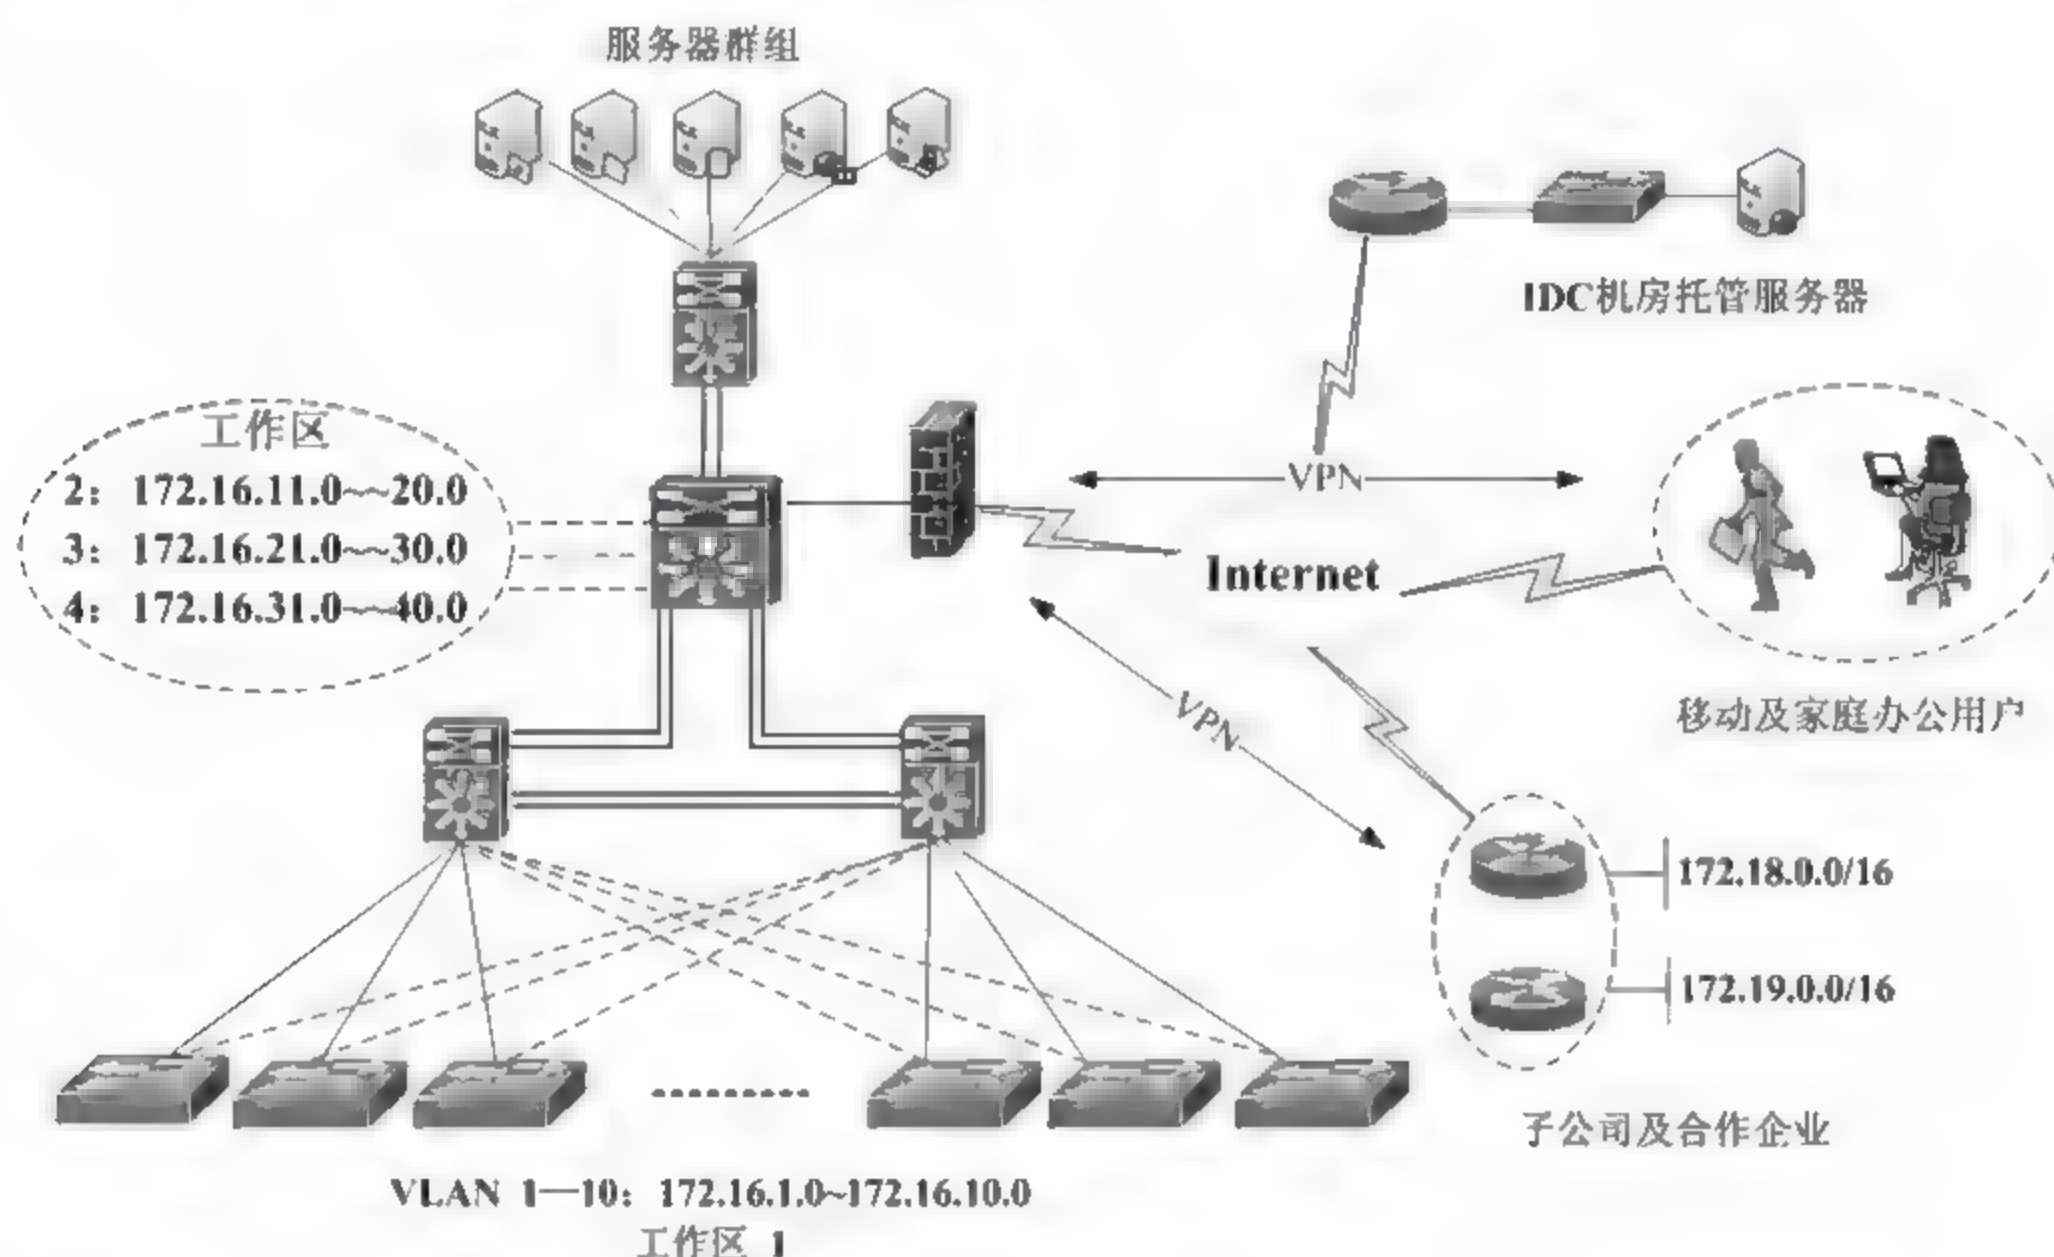 服务器群组
IDC机房托管服务器
工作区
2: 172.16.11.0~~20.0
3: 172.16.21.0~~30.0
4: 172.16.31.0~~40.0
VPN
Internet
移动及家庭办公用户
VPN
172.18.0.0/16
172.19.0.0/16
子公司及合作企业
VLAN 1—10: 172.16.1.0~172.16.10.0
工作区 1